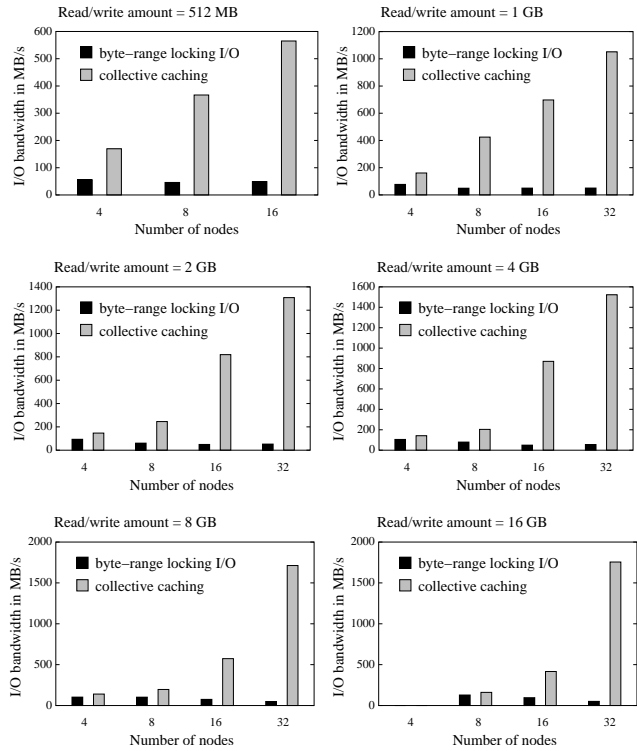 Read/write amount = 512 MB
I/O bandwidth in MB/s
600
500
400
300
200
100
0
byte−range locking I/O
collective caching
4 8 16
Number of nodes
Read/write amount = 1 GB
I/O bandwidth in MB/s
1200
1000
800
600
400
200
0
byte−range locking I/O
collective caching
4 8 16 32
Number of nodes
Read/write amount = 2 GB
I/O bandwidth in MB/s
1400
1200
1000
800
600
400
200
0
byte−range locking I/O
collective caching
4 8 16 32
Number of nodes
Read/write amount = 4 GB
I/O bandwidth in MB/s
1600
1400
1200
1000
800
600
400
200
0
byte−range locking I/O
collective caching
4 8 16 32
Number of nodes
Read/write amount = 8 GB
I/O bandwidth in MB/s
2000
1500
1000
500
0
byte−range locking I/O
collective caching
4 8 16 32
Number of nodes
Read/write amount = 16 GB
I/O bandwidth in MB/s
2000
1500
1000
500
0
byte−range locking I/O
collective caching
4 8 16 32
Number of nodes